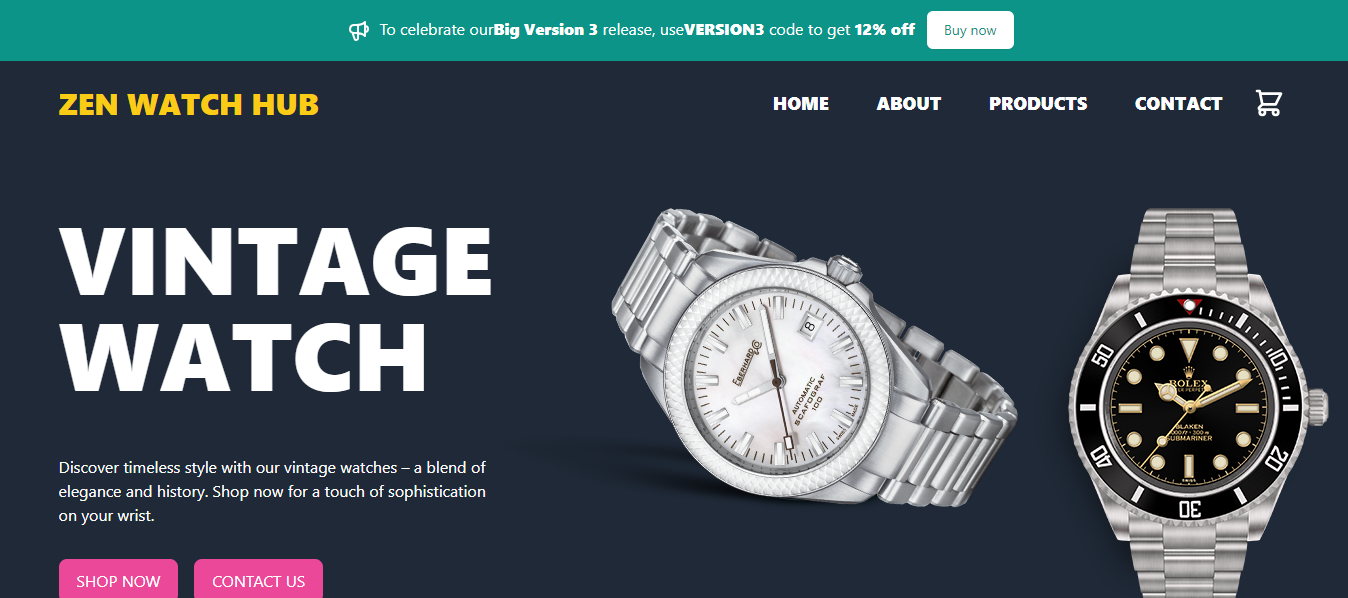 To celebrate ourBig Version 3 release, useVERSION3 code to get 12% off
Buy now
ZEN WATCH HUB
HOME
ABOUT
PRODUCTS
CONTACT
VINTAGE
WATCH
Discover timeless style with our vintage watches – a blend of
elegance and history. Shop now for a touch of sophistication
on your wrist.
SHOP NOW
CONTACT US
EBERHARD & CO
8
AUTOMATIC
SCAFOGRAF
100
SWISS MADE
10
20
30
40
50
ROLEX
BLAKEN
SUBMARINER
SWISS